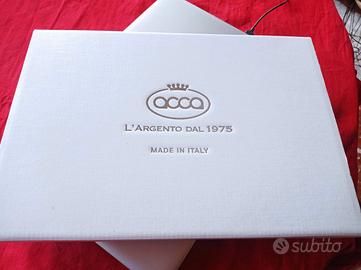 acca
L'ARGENTO DAL 1975
MADE IN ITALY
subito